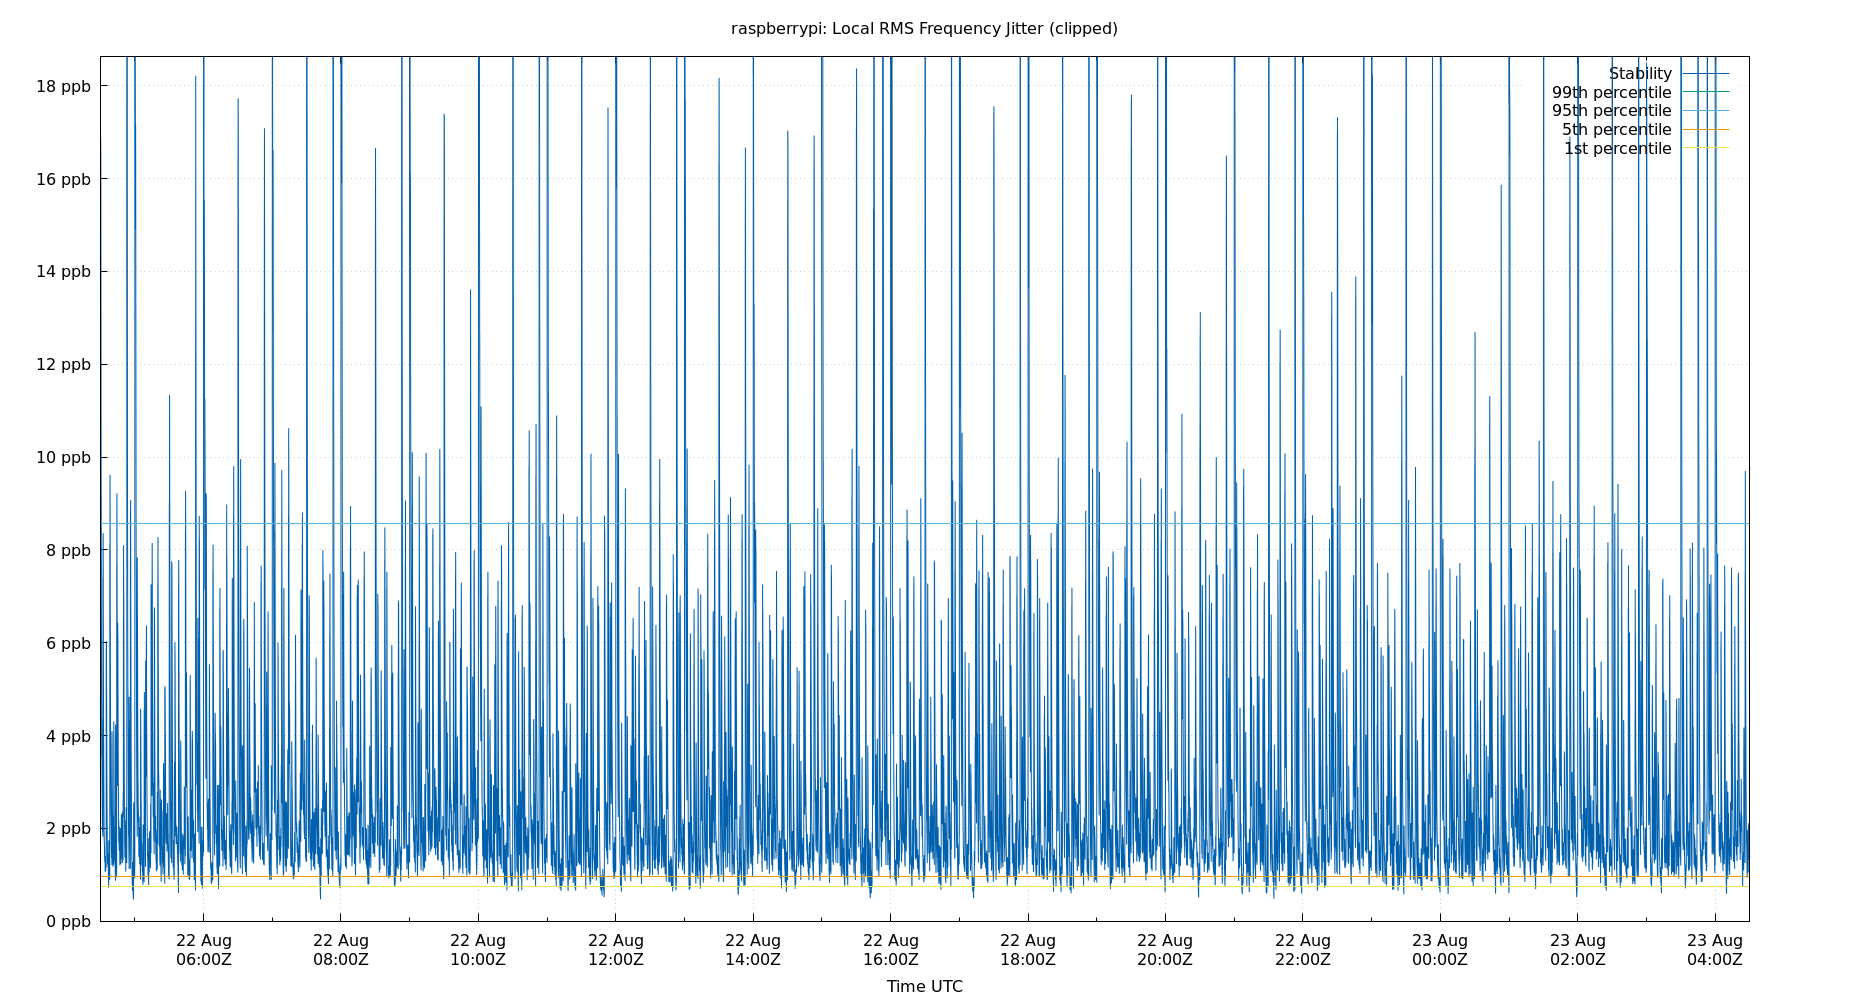 raspberrypi: Local RMS Frequency Jitter (clipped)
Stability
99th percentile
95th percentile
5th percentile
1st percentile
18 ppb
16 ppb
14 ppb
12 ppb
10 ppb
8 ppb
6 ppb
4 ppb
2 ppb
0 ppb
22 Aug 22 Aug 22 Aug 22 Aug 22 Aug 22 Aug 22 Aug 22 Aug 22 Aug 23 Aug 23 Aug 23 Aug
06:00Z 08:00Z 10:00Z 12:00Z 14:00Z 16:00Z 18:00Z 20:00Z 22:00Z 00:00Z 02:00Z 04:00Z
Time UTC